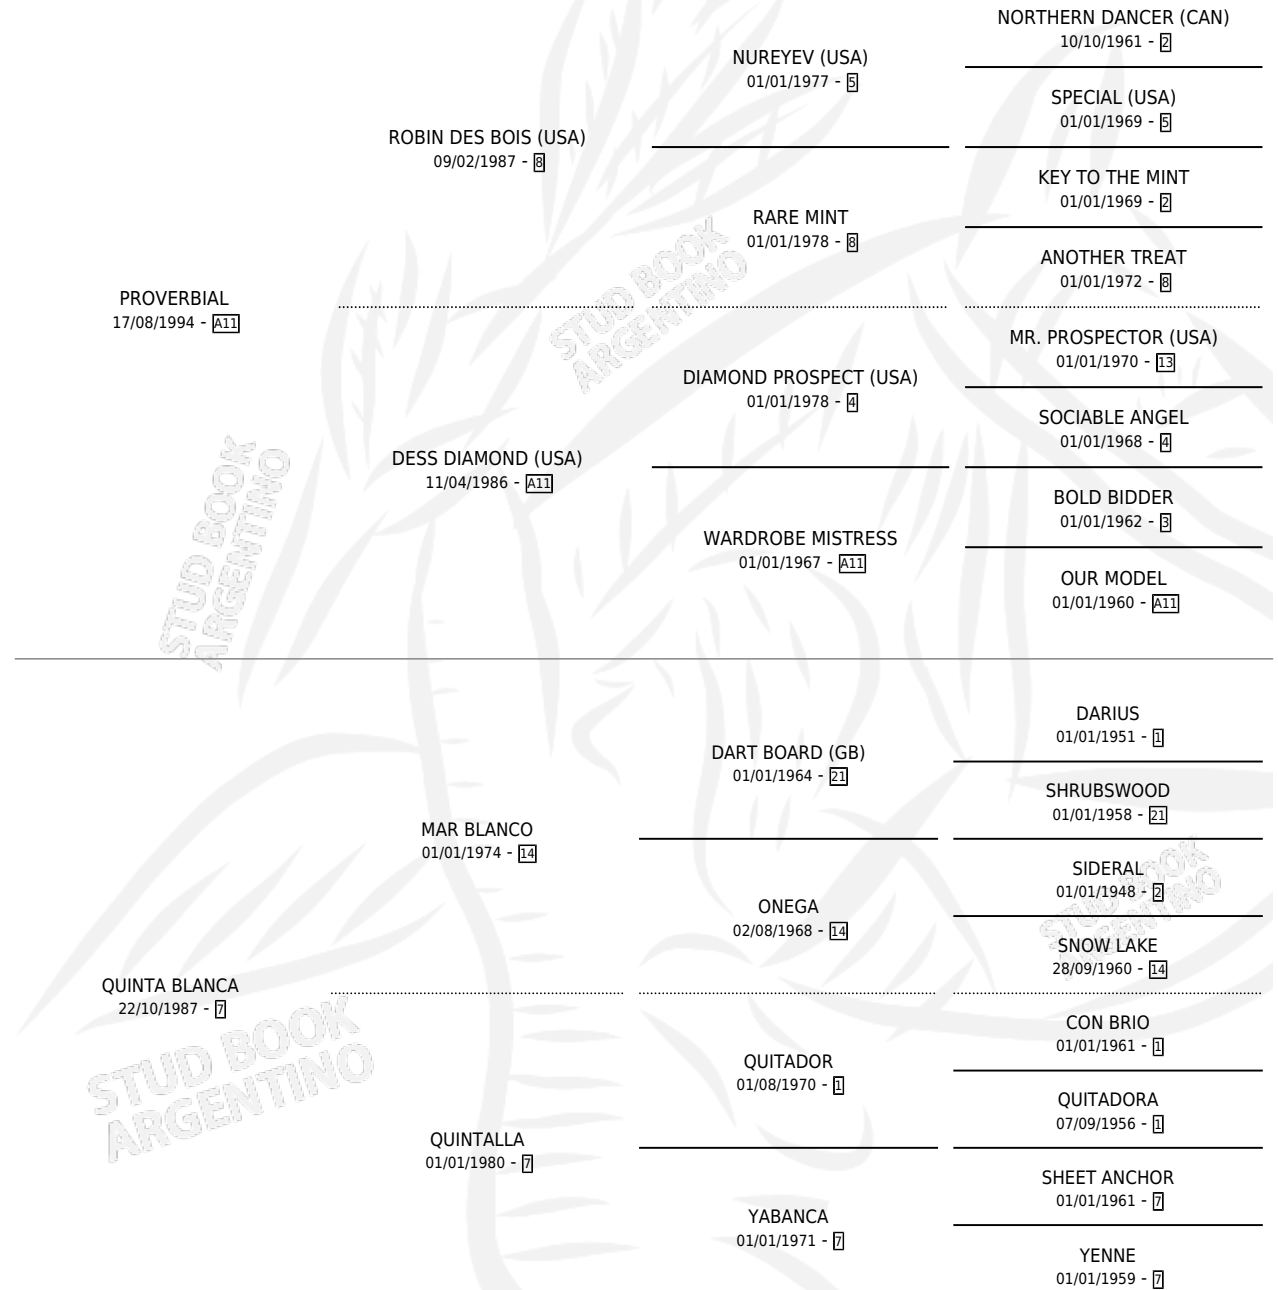 NORTHERN DANCER (CAN)
10/10/1961 - 2
NUREYEV (USA)
01/01/1977 - 5
SPECIAL (USA)
01/01/1969 - 5
ROBIN DES BOIS (USA)
09/02/1987 - 8
KEY TO THE MINT
01/01/1969 - 2
RARE MINT
01/01/1978 - 8
ANOTHER TREAT
01/01/1972 - 8
PROVERBIAL
17/08/1994 - A11
MR. PROSPECTOR (USA)
01/01/1970 - 13
DIAMOND PROSPECT (USA)
01/01/1978 - 4
SOCIABLE ANGEL
01/01/1968 - 4
DESS DIAMOND (USA)
11/04/1986 - A11
BOLD BIDDER
01/01/1962 - 3
WARDROBE MISTRESS
01/01/1967 - A11
OUR MODEL
01/01/1960 - A11
DARIUS
01/01/1951 - 1
DART BOARD (GB)
01/01/1964 - 21
SHRUBSWOOD
01/01/1958 - 21
MAR BLANCO
01/01/1974 - 14
SIDERAL
01/01/1948 - 2
ONEGA
02/08/1968 - 14
SNOW LAKE
28/09/1960 - 14
QUINTA BLANCA
22/10/1987 - 7
CON BRIO
01/01/1961 - 1
QUITADOR
01/08/1970 - 1
QUITADORA
07/09/1956 - 1
QUINTALLA
01/01/1980 - 7
SHEET ANCHOR
01/01/1961 - 7
YABANCA
01/01/1971 - 7
YENNE
01/01/1959 - 7
STUD BOOK
ARGENTINO
STUD BOOK
ARGENTINO
STUD BOOK
ARGENTINO
STUD BOOK
ARGENTINO